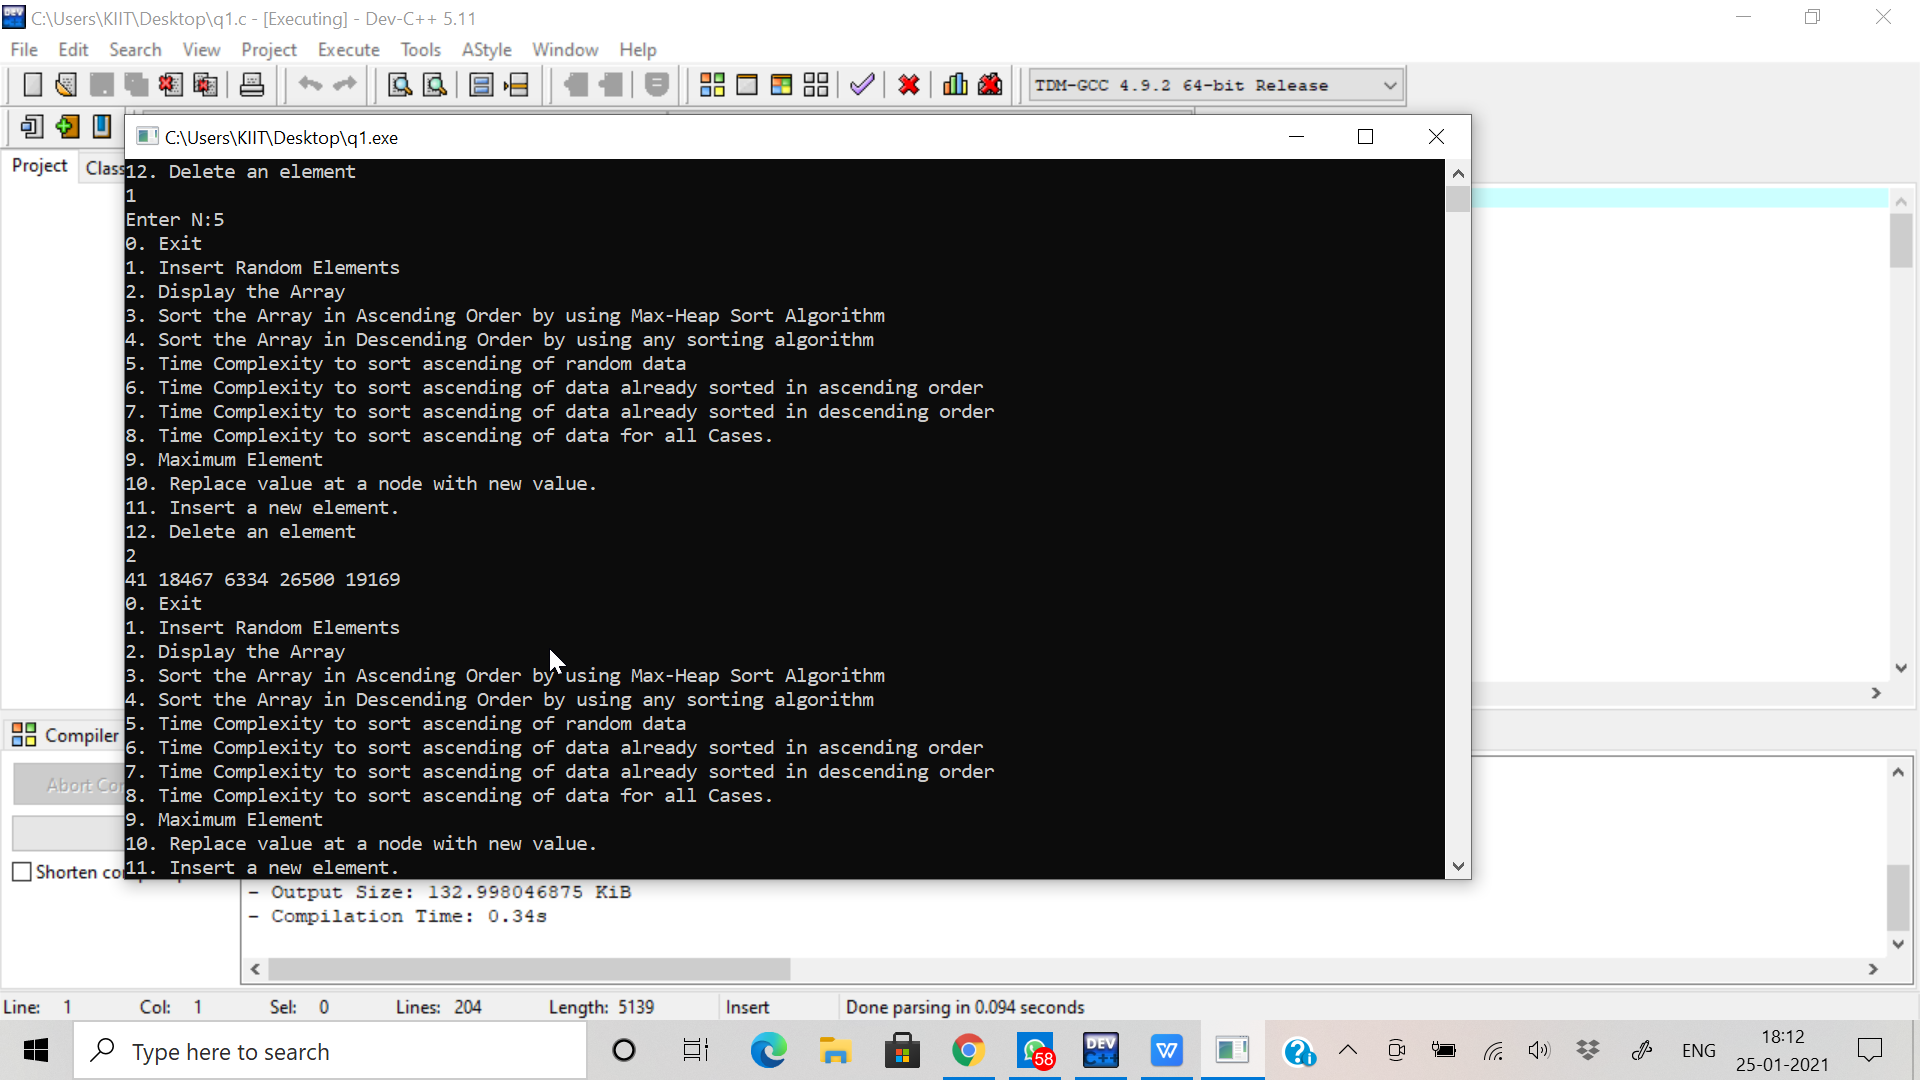 C:\Users\KIIT\Desktop\q1.c - [Executing] - Dev-C++ 5.11
File Edit Search View Project Execute Tools AStyle Window Help
TDM-GCC 4.9.2 64-bit Release
C:\Users\KIIT\Desktop\q1.exe
Project Class
12. Delete an element
1
Enter N:5
0. Exit
1. Insert Random Elements
2. Display the Array
3. Sort the Array in Ascending Order by using Max-Heap Sort Algorithm
4. Sort the Array in Descending Order by using any sorting algorithm
5. Time Complexity to sort ascending of random data
6. Time Complexity to sort ascending of data already sorted in ascending order
7. Time Complexity to sort ascending of data already sorted in descending order
8. Time Complexity to sort ascending of data for all Cases.
9. Maximum Element
10. Replace value at a node with new value.
11. Insert a new element.
12. Delete an element
2
41 18467 6334 26500 19169
0. Exit
1. Insert Random Elements
2. Display the Array
3. Sort the Array in Ascending Order by using Max-Heap Sort Algorithm
4. Sort the Array in Descending Order by using any sorting algorithm
5. Time Complexity to sort ascending of random data
6. Time Complexity to sort ascending of data already sorted in ascending order
7. Time Complexity to sort ascending of data already sorted in descending order
8. Time Complexity to sort ascending of data for all Cases.
9. Maximum Element
10. Replace value at a node with new value.
11. Insert a new element.
Compiler
Abort Co
Shorten co
- Output Size: 132.998046875 KiB
- Compilation Time: 0.34s
Line: 1 Col: 1 Sel: 0 Lines: 204 Length: 5139 Insert Done parsing in 0.094 seconds
Type here to search
58
DEV C++
W
ENG
18:12
25-01-2021